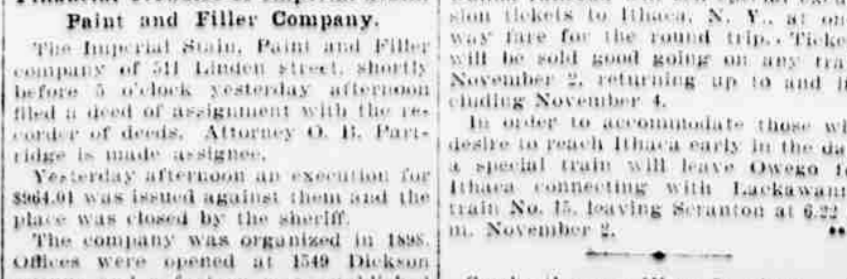 Paint and Filler Company.
The Imperial Stain, Paint and Filler
company of 511 Linden street, shortly
before 5 o'clock yesterday afternoon
filed a deed of assignment with the re-
corder of deeds. Attorney O. B. Part-
ridge is made assignee.
Yesterday afternoon an execution for
$964.01 was issued against them and the
place was closed by the sheriff.
The company was organized in 1898.
Offices were opened at 1549 Dickson
sion tickets to Ithaca, N. Y., at on
way fare for the round trip. Ticke
will be sold good going on any tra
November 2, returning up to and i
cluding November 4.
In order to accommodate those w
desire to reach Ithaca early in the da
a special train will leave Owego f
Ithaca connecting with Lackawan
train No. 15, leaving Scranton at 6.22
m. November 2. **